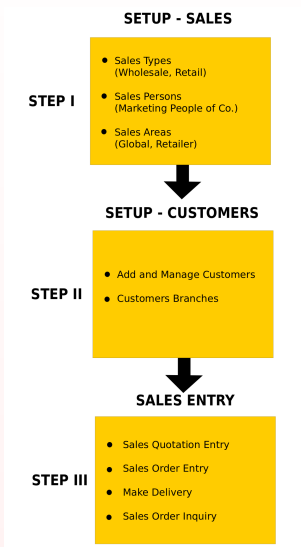 SETUP - SALES
STEP I
• Sales Types
(Wholesale, Retail)
• Sales Persons
(Marketing People of Co.)
• Sales Areas
(Global, Retailer)
SETUP - CUSTOMERS
STEP II
• Add and Manage Customers
• Customers Branches
SALES ENTRY
STEP III
• Sales Quotation Entry
• Sales Order Entry
• Make Delivery
• Sales Order Inquiry